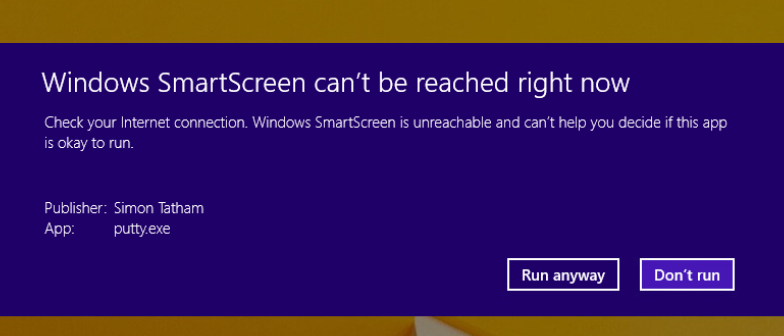 Windows SmartScreen can't be reached right now
Check your Internet connection. Windows SmartScreen is unreachable and can't help you decide if this app
is okay to run.
Publisher: Simon Tatham
App: putty.exe
Run anyway Don't run